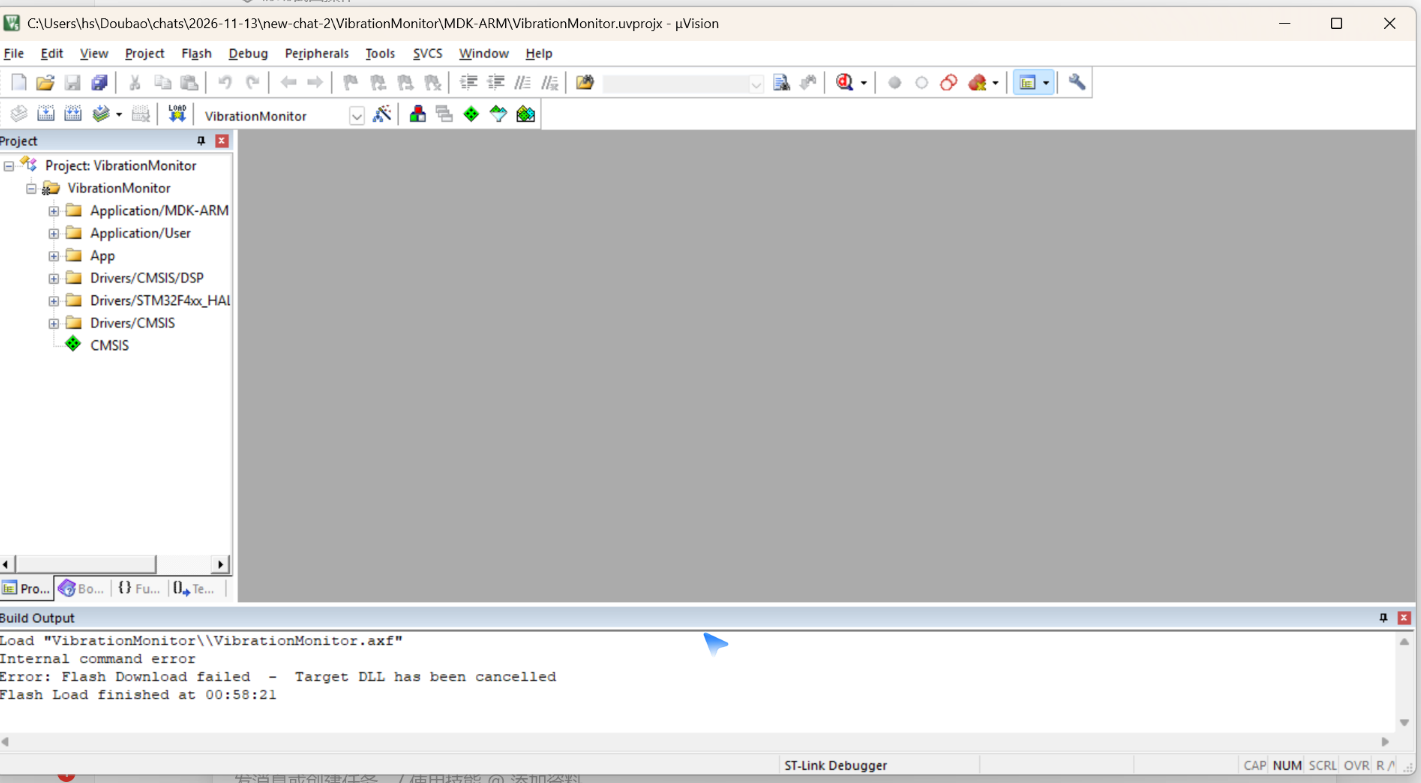 C:\Users\hs\Doubao\chats\2026-11-13\new-chat-2\VibrationMonitor\MDK-ARM\VibrationMonitor.uvprojx - µVision
File Edit View Project Flash Debug Peripherals Tools SVCS Window Help
LOAD VibrationMonitor
Project
Project: VibrationMonitor
VibrationMonitor
Application/MDK-ARM
Application/User
App
Drivers/CMSIS/DSP
Drivers/STM32F4xx_HAL
Drivers/CMSIS
CMSIS
Pro... Bo... {} Fu... Te...
Build Output
Load "VibrationMonitor\\VibrationMonitor.axf"
Internal command error
Error: Flash Download failed - Target DLL has been cancelled
Flash Load finished at 00:58:21
ST-Link Debugger CAP NUM SCRL OVR R